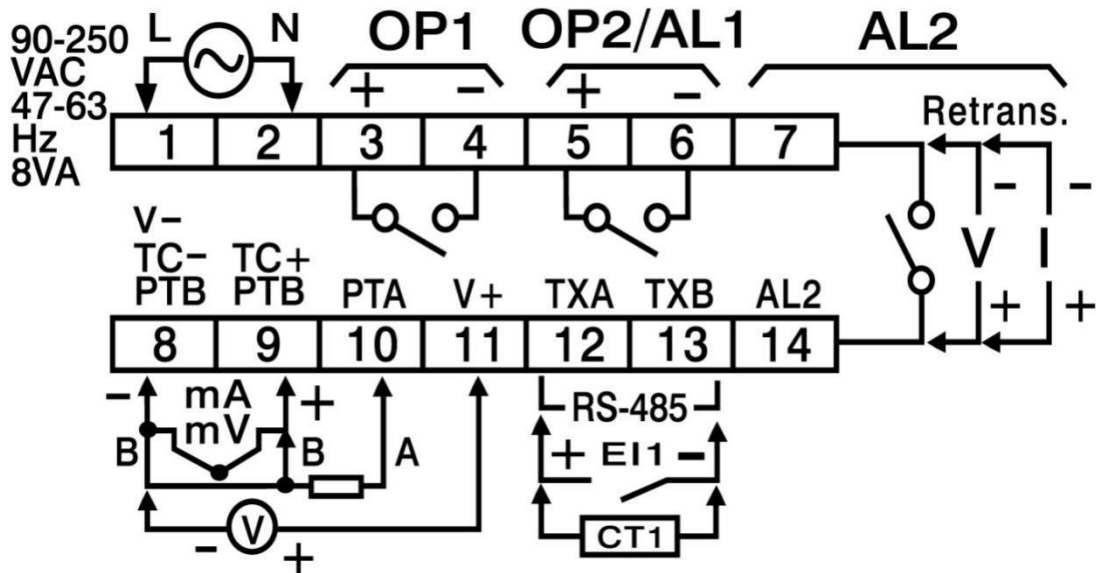 90-250
VAC
47-63
Hz
8VA
L N
OP1 OP2/AL1 AL2
+ - + -
Retrans.
1 2 3 4 5 6 7
- -
V I
+ +
V-
TC- TC+
PTB PTB PTA V+ TXA TXB AL2
8 9 10 11 12 13 14
- mA +
mV
B B A
RS-485
+ EI1 -
V
- +
CT1